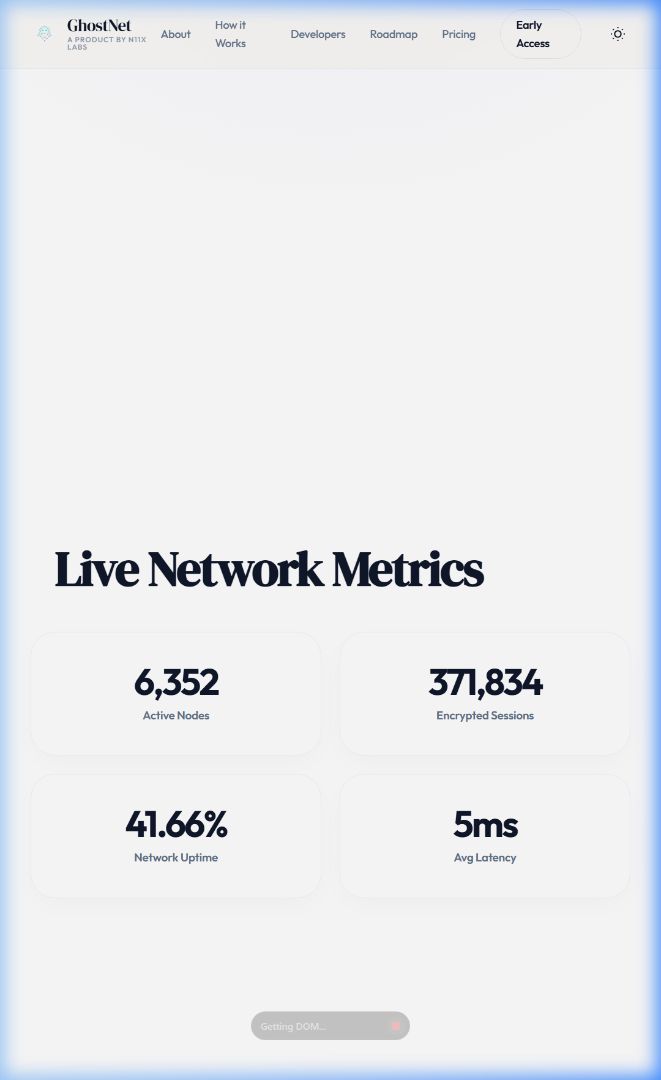 GhostNet
A PRODUCT BY N11X
LABS
About
How it
Works
Developers
Roadmap
Pricing
Early
Access
Live Network Metrics
6,352
Active Nodes
371,834
Encrypted Sessions
41.66%
Network Uptime
5ms
Avg Latency
Getting DOM...